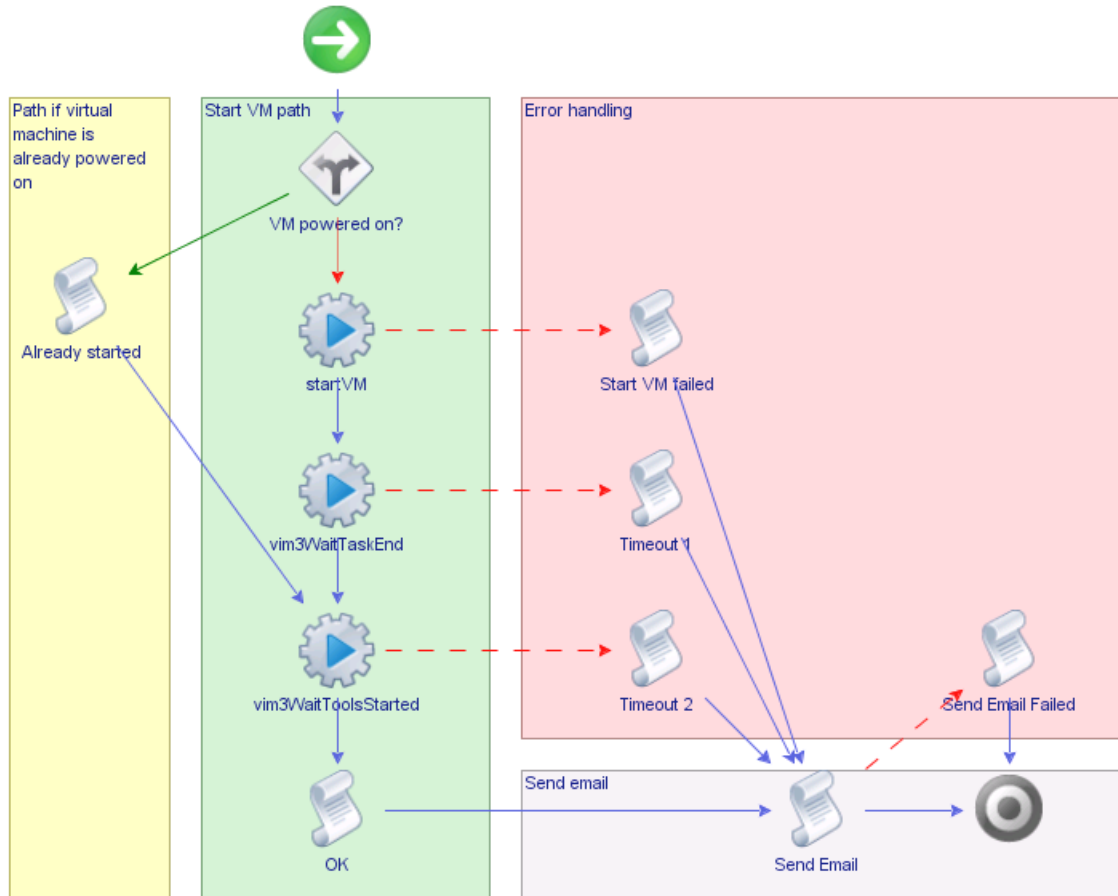 Path if virtual
machine is
already powered
on
Start VM path
Error handling
VM powered on?
Already started
startVM
Start VM failed
vim3WaitTaskEnd
Timeout 1
vim3WaitToolsStarted
Timeout 2
Send Email Failed
Send email
OK
Send Email